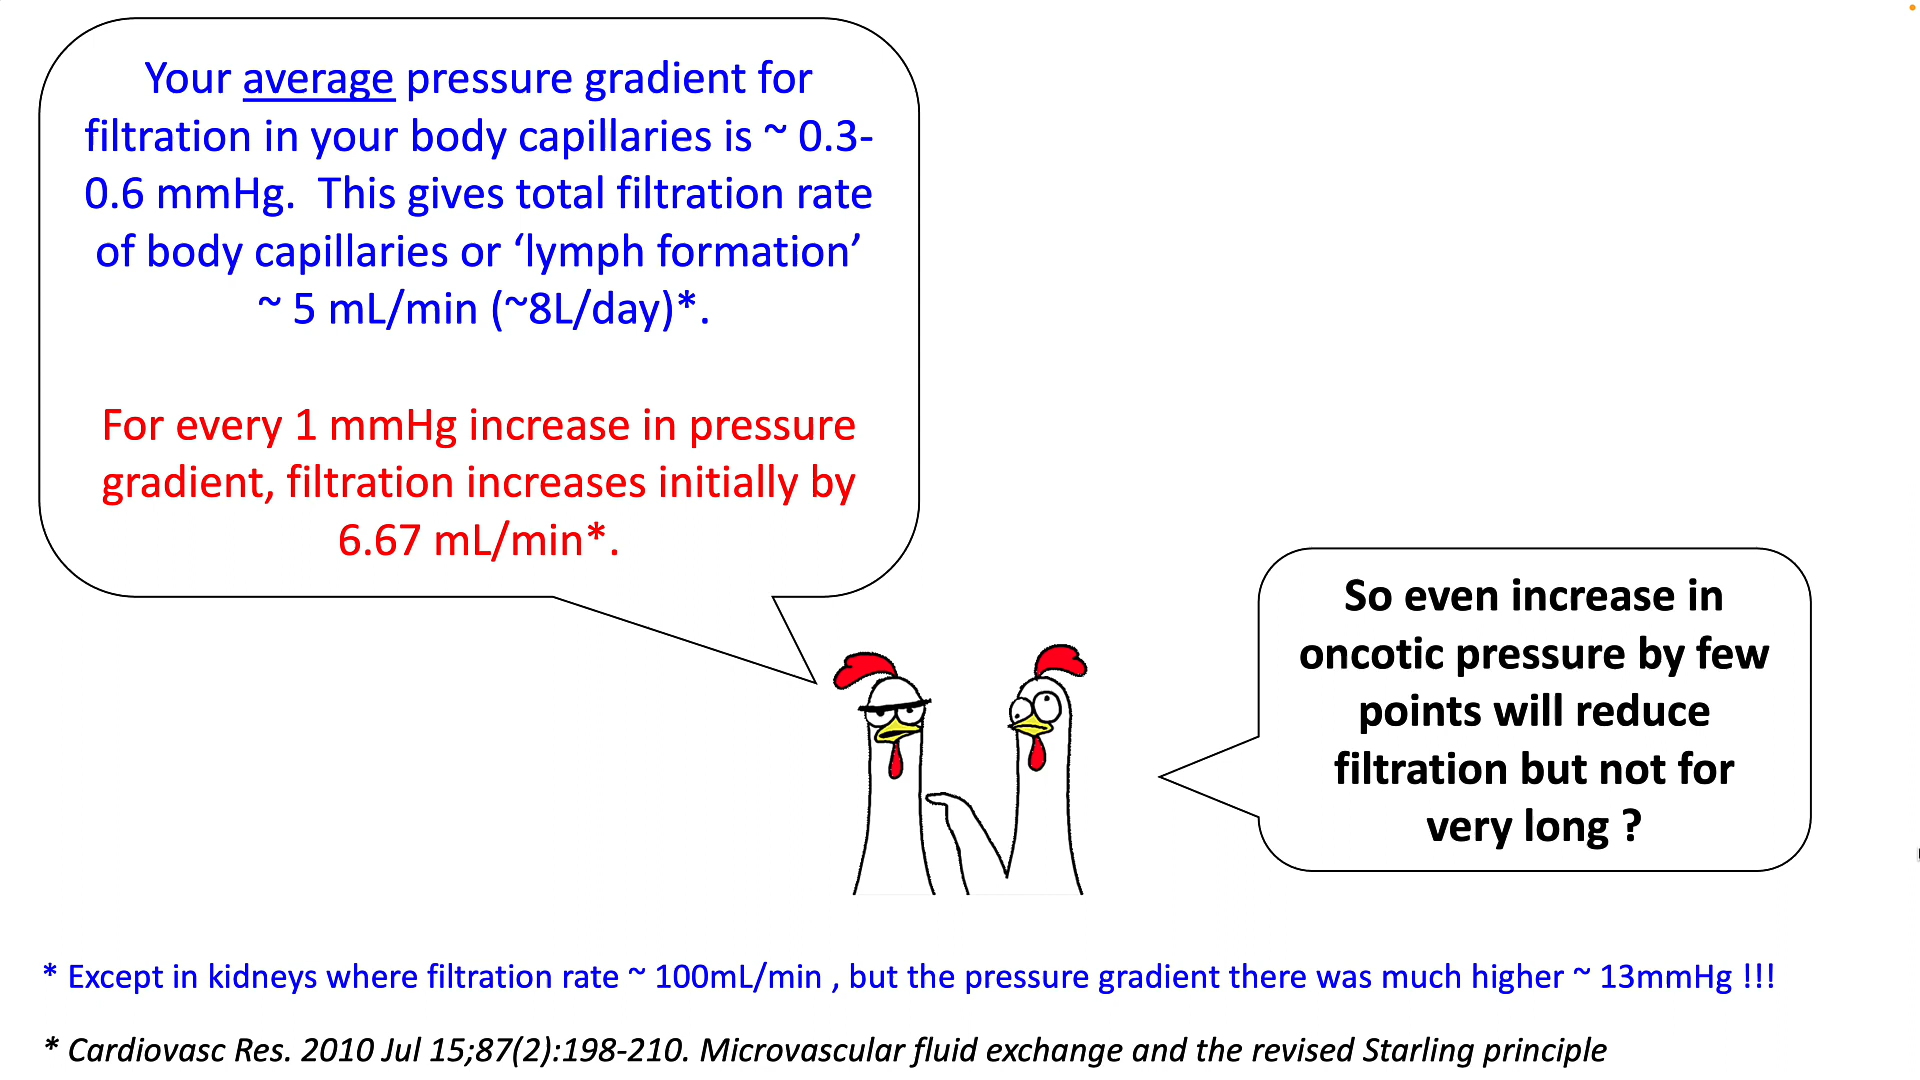 Your average pressure gradient for
filtration in your body capillaries is ~ 0.3-
0.6 mmHg.  This gives total filtration rate
of body capillaries or ‘lymph formation’
~ 5 mL/min (~8L/day)*.
For every 1 mmHg increase in pressure
gradient, filtration increases initially by
6.67 mL/min*.
So even increase in
oncotic pressure by few
points will reduce
filtration but not for
very long ?
* Except in kidneys where filtration rate ~ 100mL/min , but the pressure gradient there was much higher ~ 13mmHg !!!
* Cardiovasc Res. 2010 Jul 15;87(2):198-210. Microvascular fluid exchange and the revised Starling principle